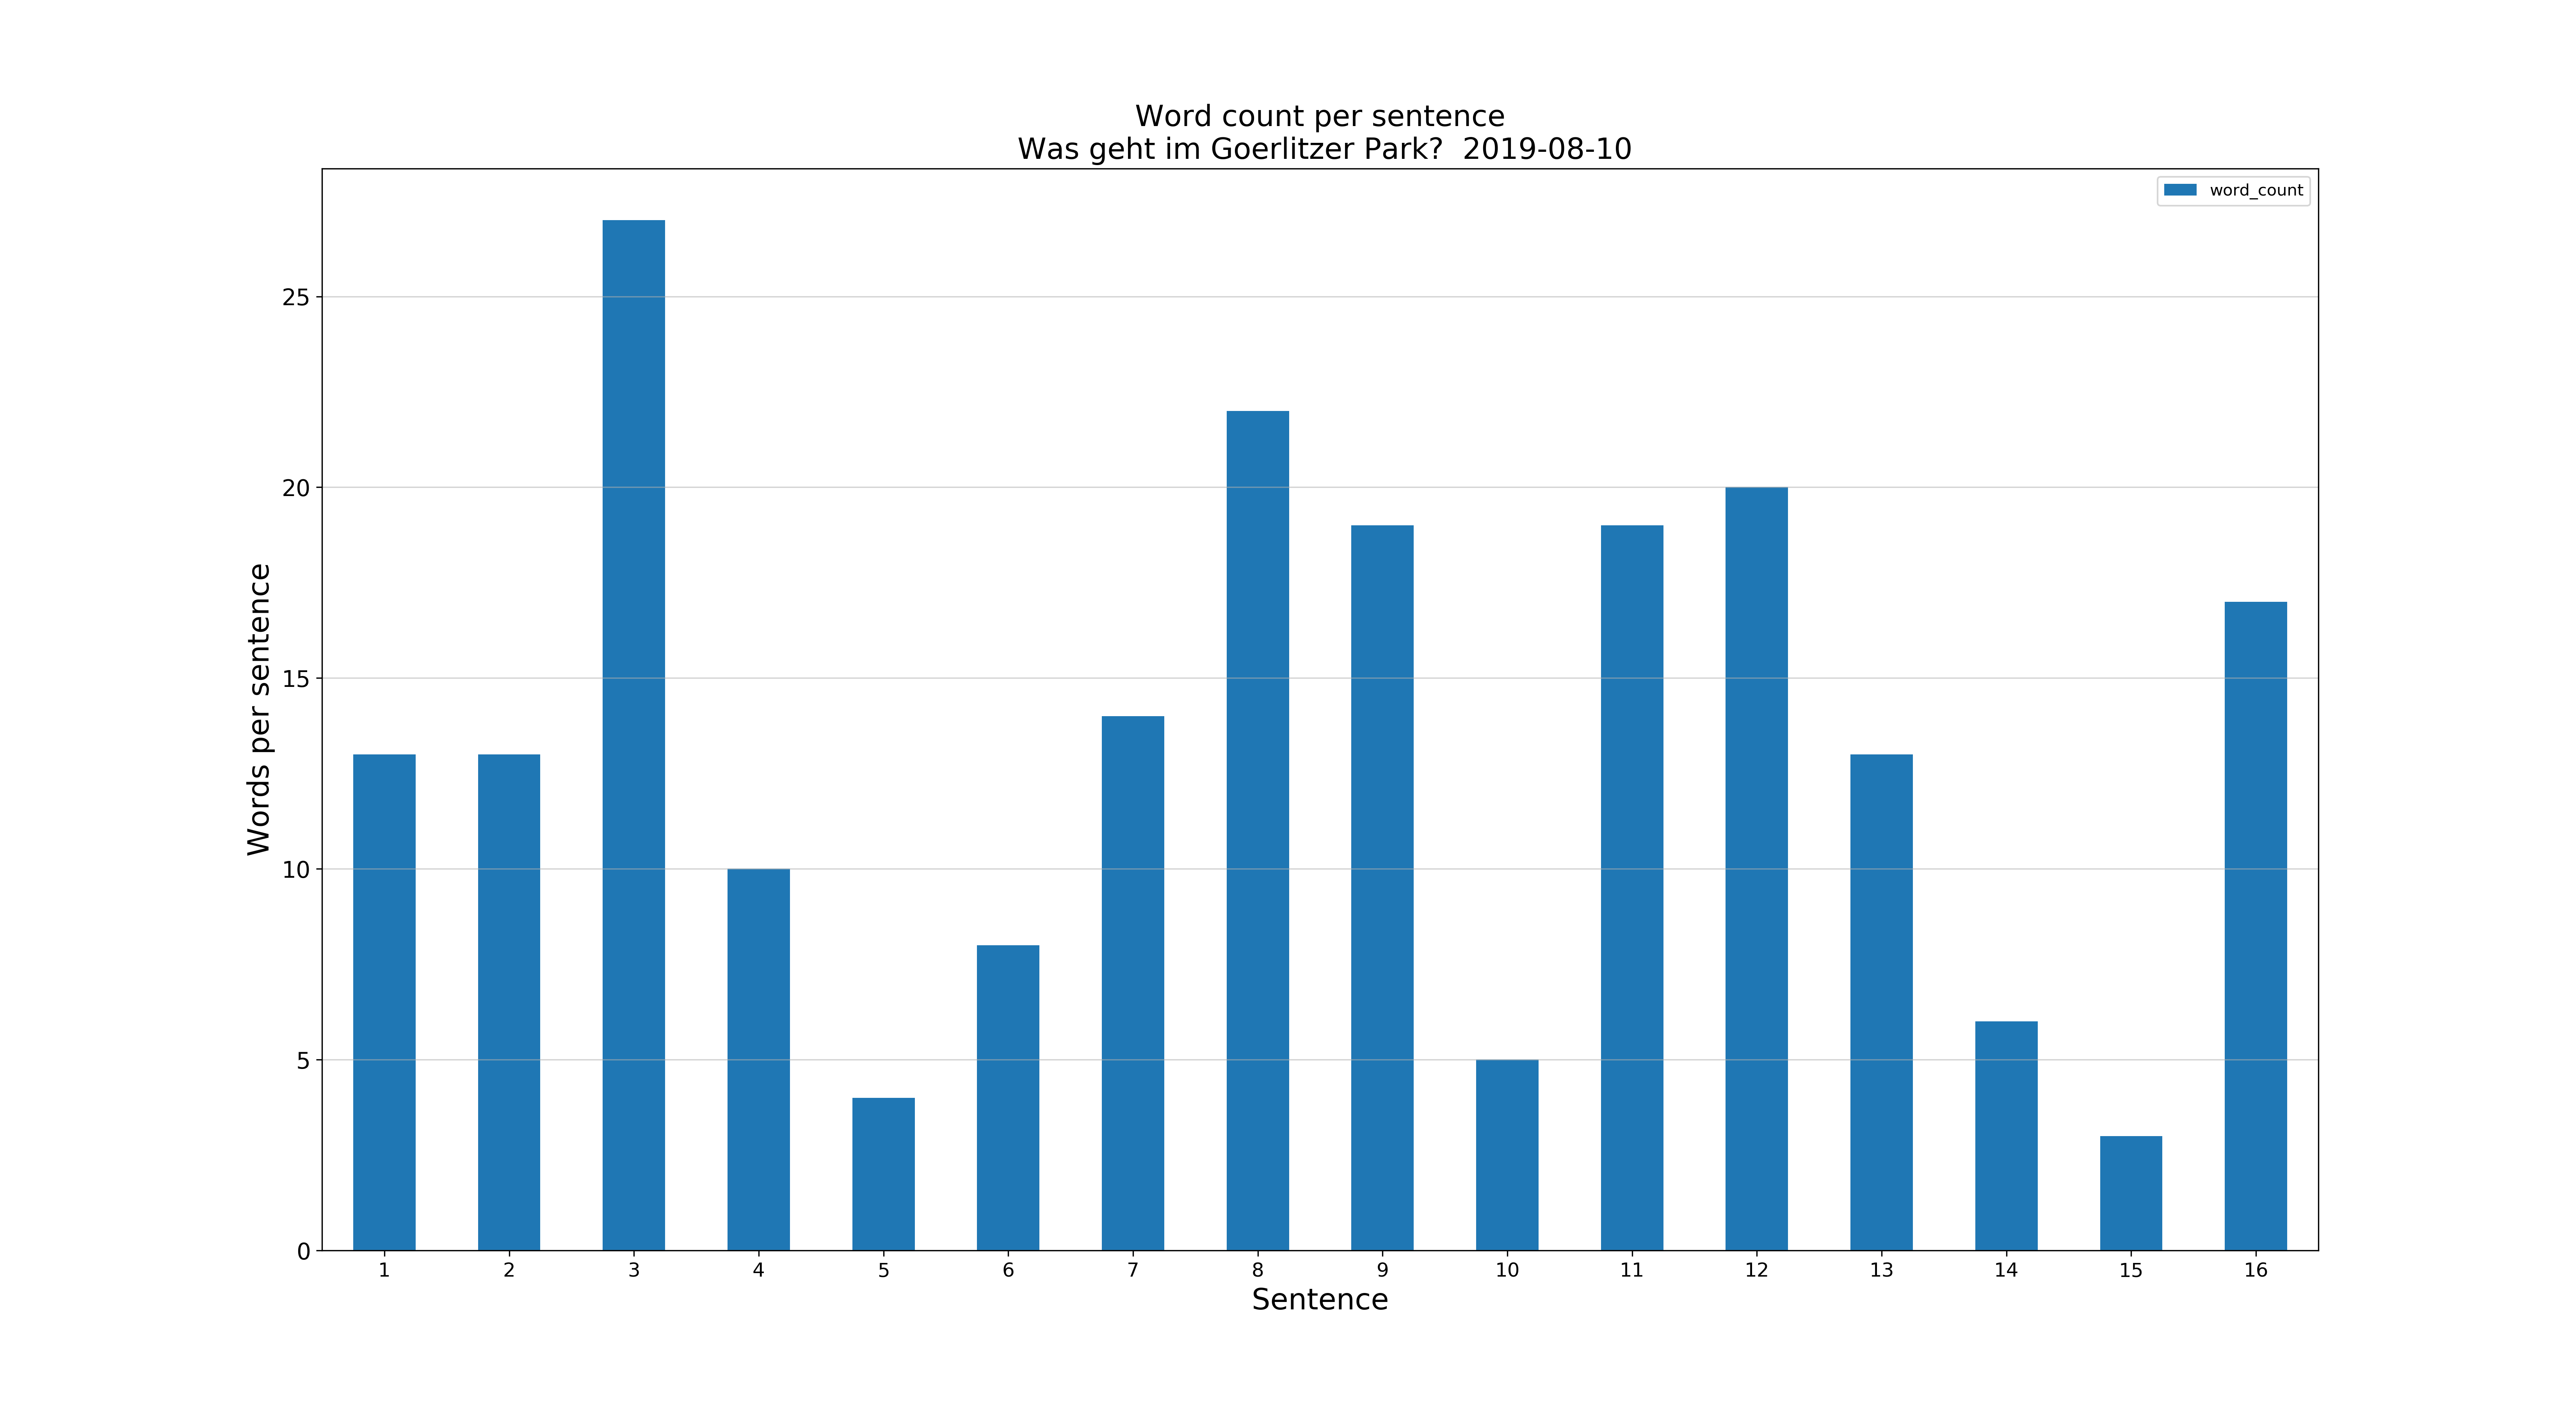 Word count per sentence
Was geht im Goerlitzer Park?  2019-08-10
word_count
Words per sentence
25
20
15
10
5
0
1 2 3 4 5 6 7 8 9 10 11 12 13 14 15 16
Sentence